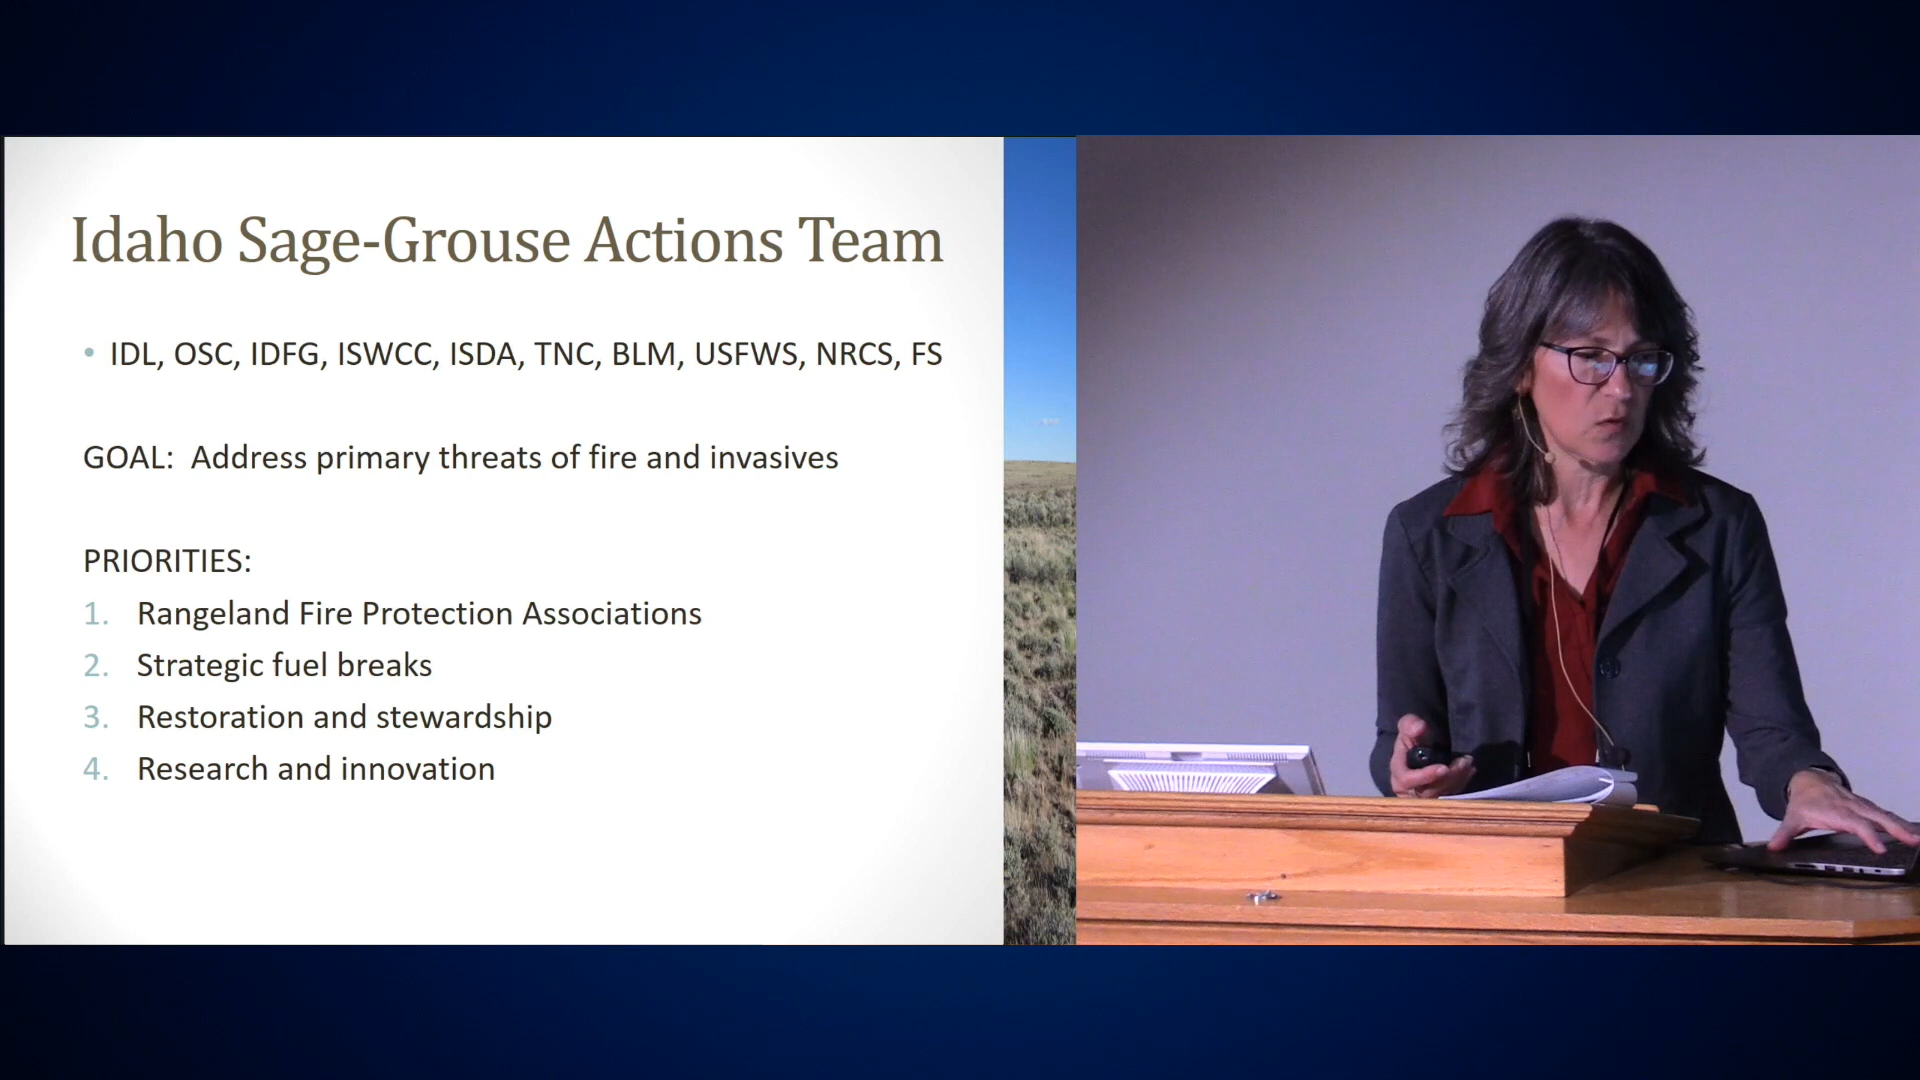 Idaho Sage-Grouse Actions Team
• IDL, OSC, IDFG, ISWCC, ISDA, TNC, BLM, USFWS, NRCS, FS
GOAL: Address primary threats of fire and invasives
PRIORITIES:
1. Rangeland Fire Protection Associations
2. Strategic fuel breaks
3. Restoration and stewardship
4. Research and innovation